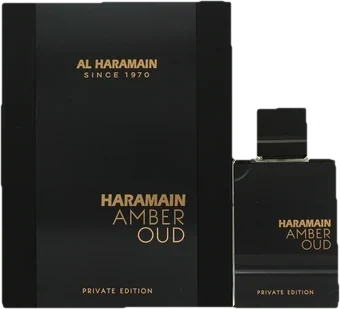 AL HARAMAIN
SINCE 1970
HARAMAIN
AMBER
OUD
PRIVATE EDITION
HARAMAIN
AMBER
OUD
PRIVATE EDITION